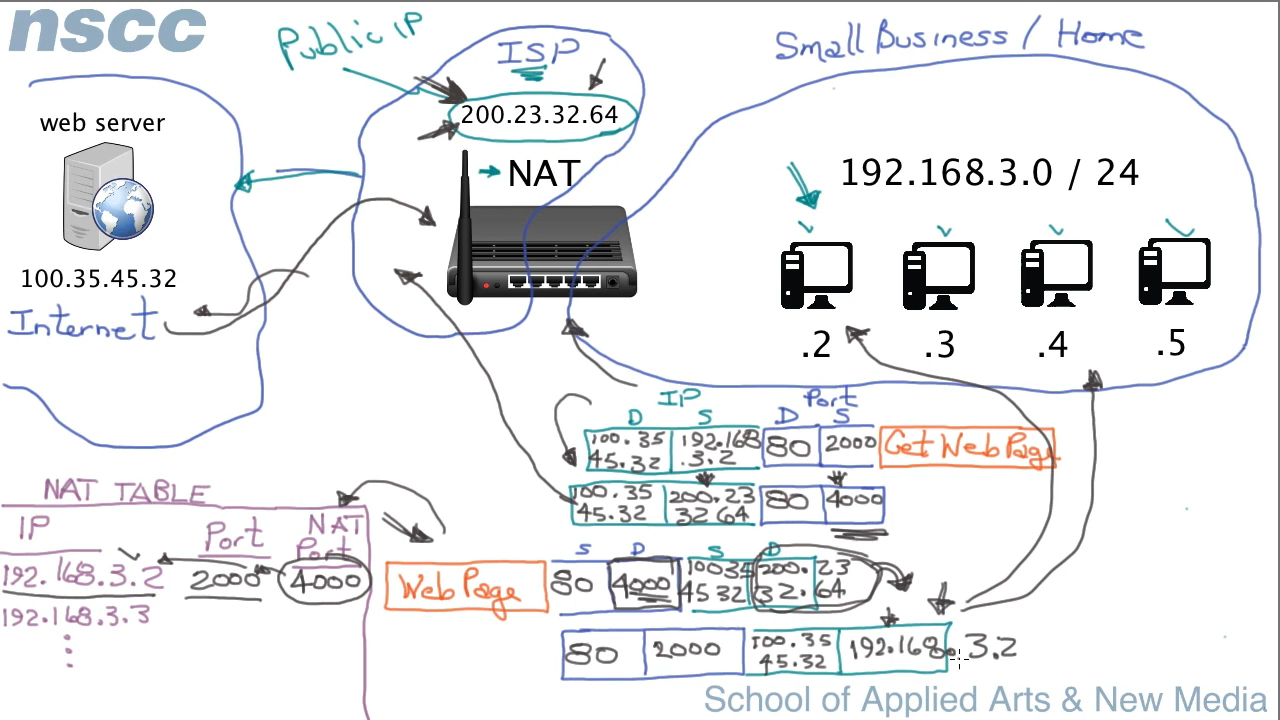 nscc
Public IP
ISP
Small Business / Home
200.23.32.64
web server
NAT
192.168.3.0 / 24
100.35.45.32
Internet
.2 .3 .4 .5
IP Port
D S D S
100.35 45.32 192.168 .3.2 80 2000 Get Web Page
100.35 45.32 200.23 32 64 80 4000
NAT TABLE
IP Port NAT Port
192.168.3.2 2000 4000
192.168.3.3
S D S D
Web Page 80 4000 100 35 45 32 200.23 32.64
80 2000 100.35 45.32 192.168.3.2
School of Applied Arts & New Media